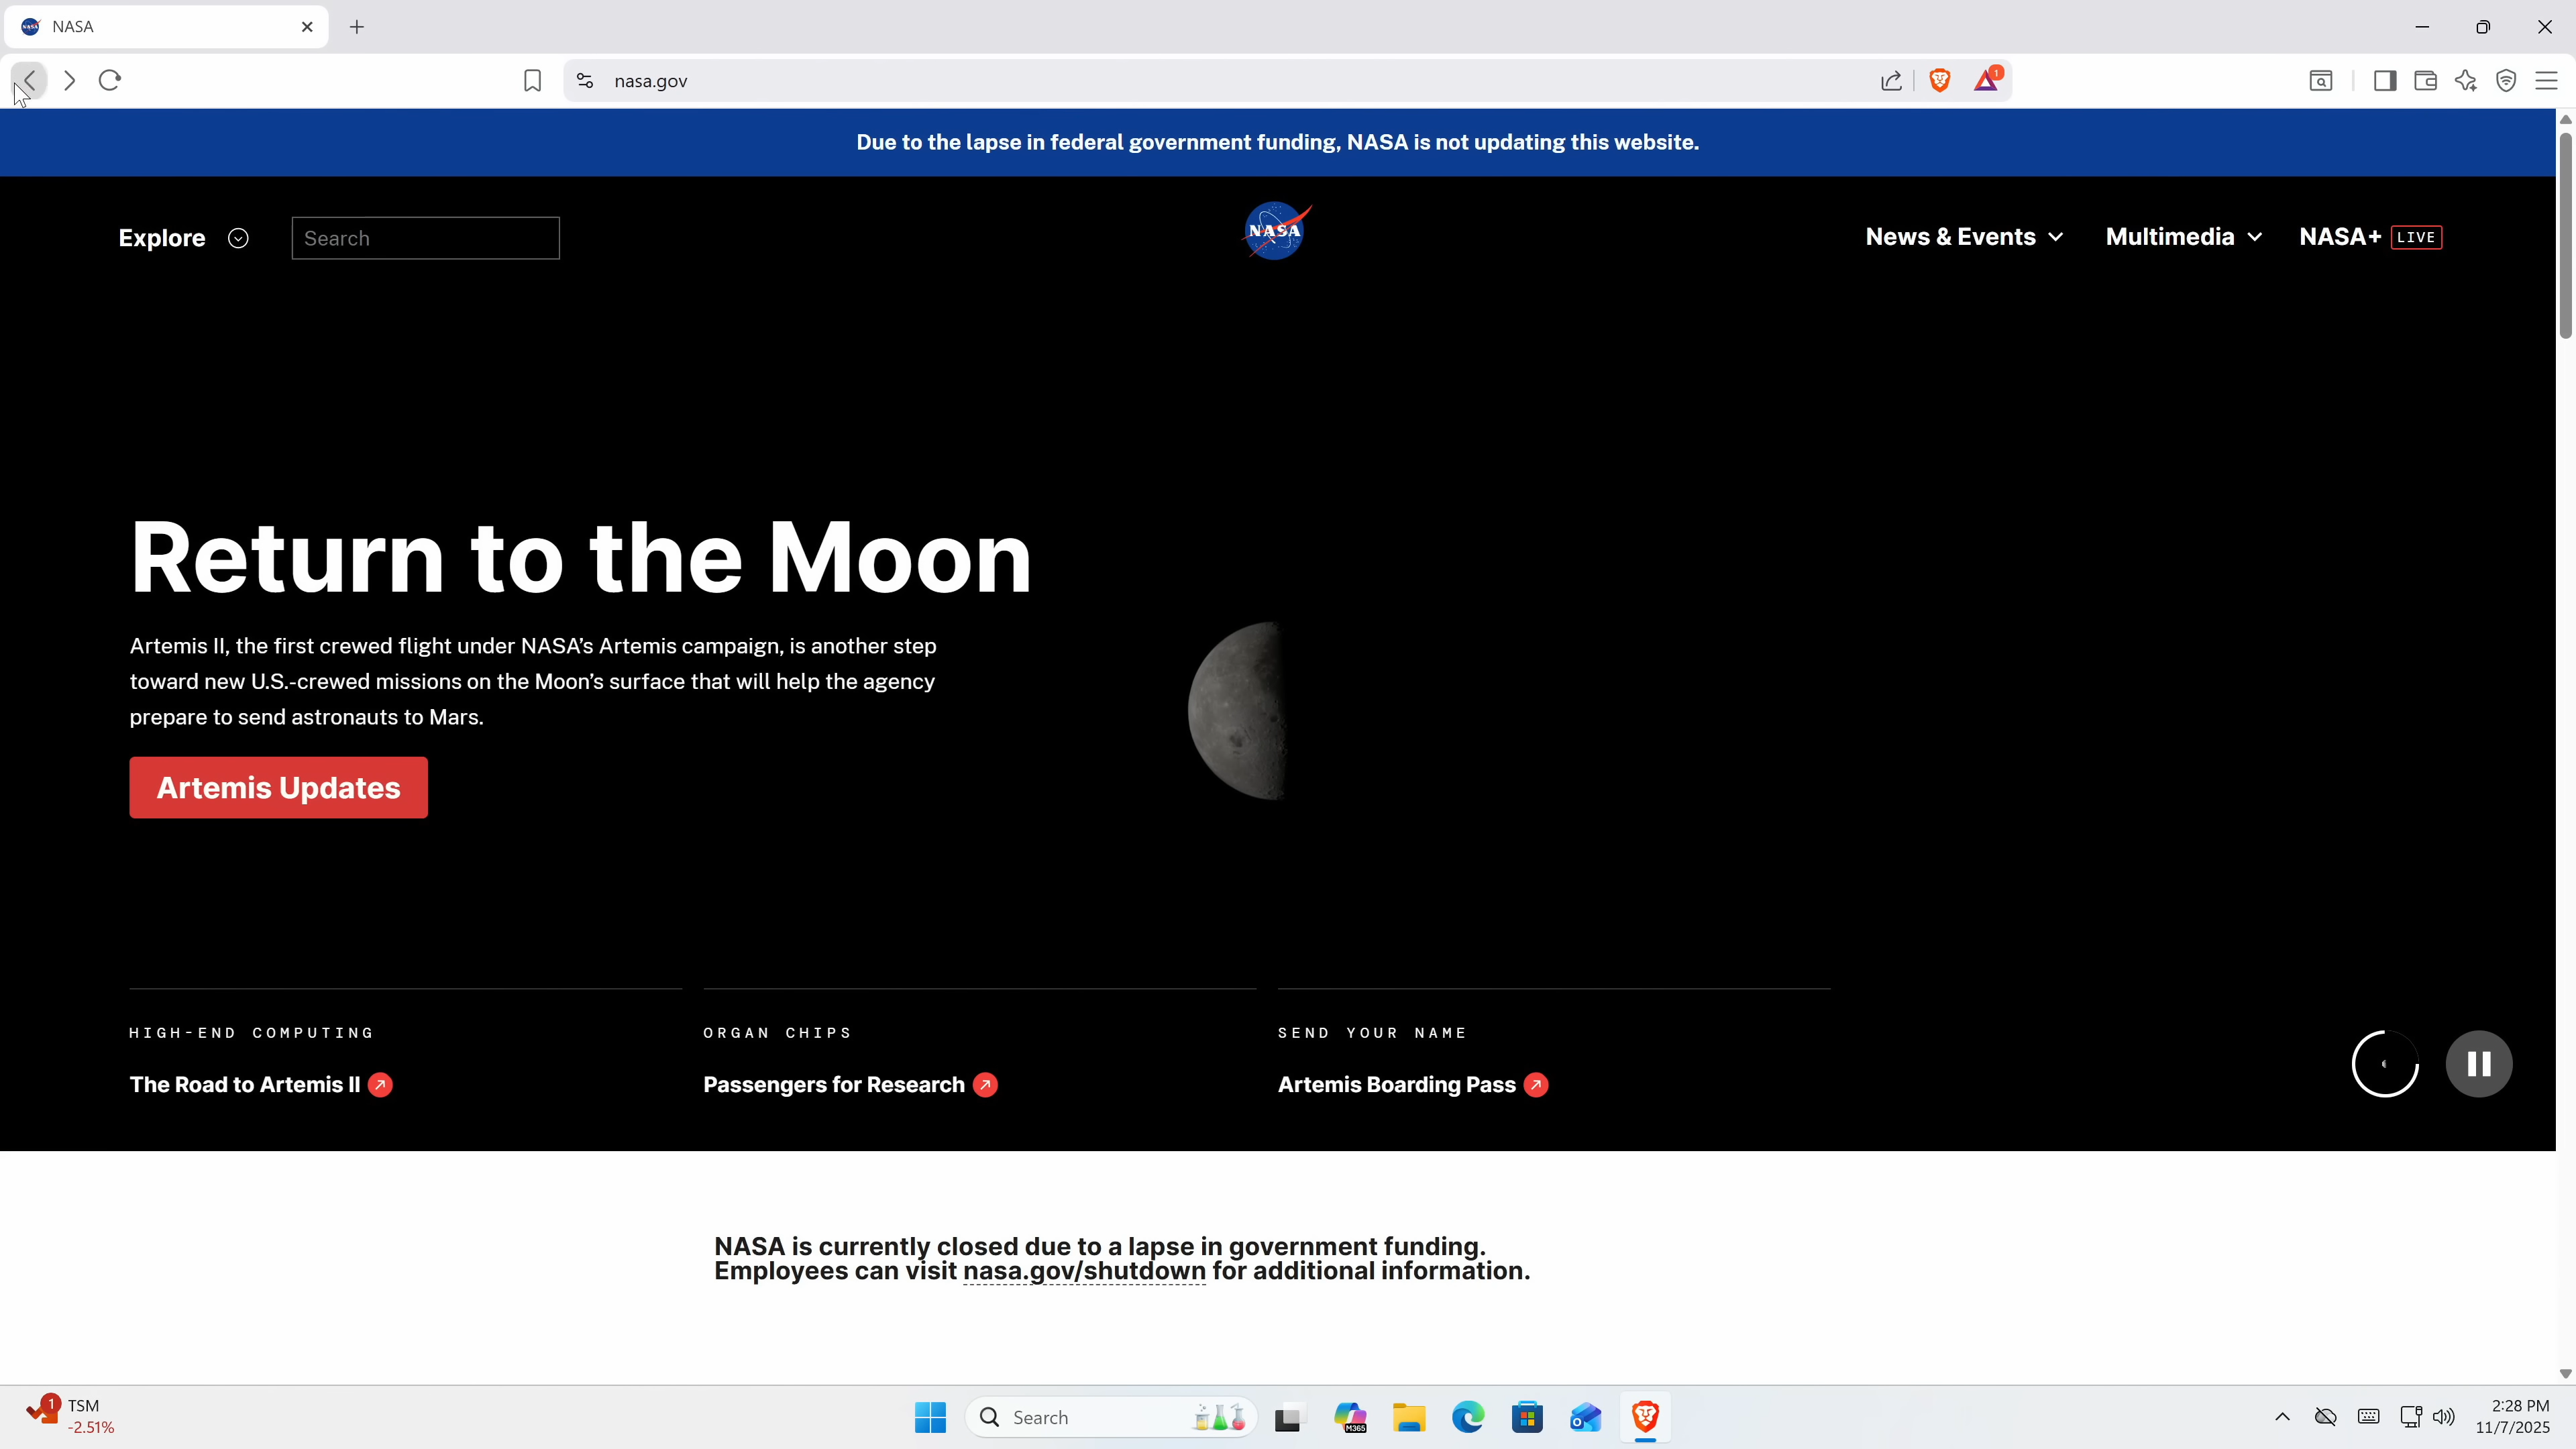 NASA
nasa.gov
1
Due to the lapse in federal government funding, NASA is not updating this website.
Explore
Search
NASA
News & Events
Multimedia
NASA+ LIVE
Return to the Moon
Artemis II, the first crewed flight under NASA’s Artemis campaign, is another step
toward new U.S.-crewed missions on the Moon’s surface that will help the agency
prepare to send astronauts to Mars.
Artemis Updates
HIGH-END COMPUTING
The Road to Artemis II
ORGAN CHIPS
Passengers for Research
SEND YOUR NAME
Artemis Boarding Pass
NASA is currently closed due to a lapse in government funding.
Employees can visit nasa.gov/shutdown for additional information.
1
TSM
-2.51%
Search
M365
2:28 PM
11/7/2025